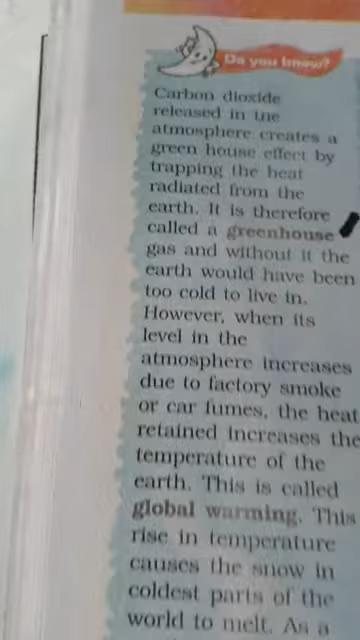 Do you know?
Carbon dioxide
released in the
atmosphere creates a
green house effect by
trapping the heat
radiated from the
earth. It is therefore
called a greenhouse
gas and without it the
earth would have been
too cold to live in.
However, when its
level in the
atmosphere increases
due to factory smoke
or car fumes, the heat
retained increases the
temperature of the
earth. This is called
global warming. This
rise in temperature
causes the snow in
coldest parts of the
world to melt. As a